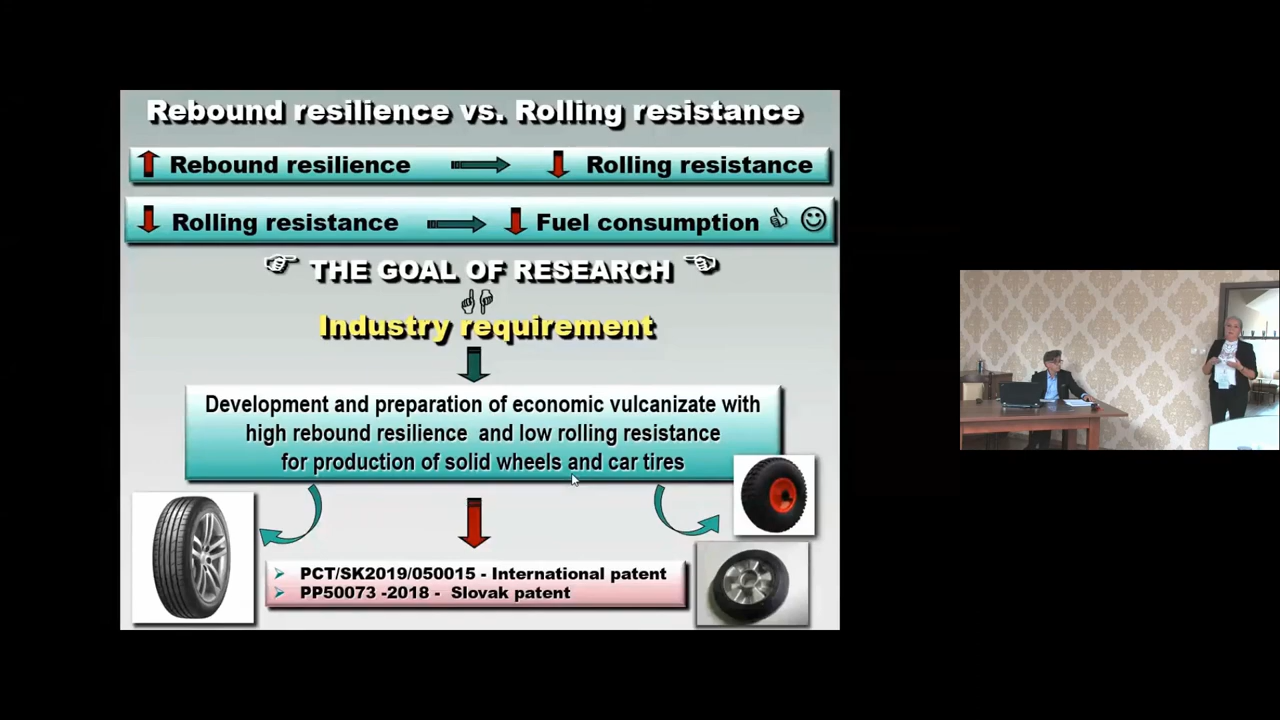 Rebound resilience vs. Rolling resistance
Rebound resilience Rolling resistance
Rolling resistance Fuel consumption
THE GOAL OF RESEARCH
Industry requirement
Development and preparation of economic vulcanizate with
high rebound resilience and low rolling resistance
for production of solid wheels and car tires
PCT/SK2019/050015 - International patent
PP50073 -2018 - Slovak patent